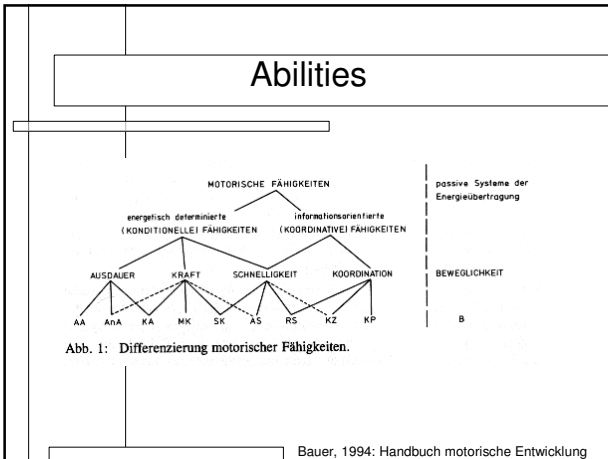 Abilities
MOTORISCHE FÄHIGKEITEN
passive Systeme der
Energieübertragung
energetisch determinierte
(KONDITIONELLE) FÄHIGKEITEN
informationsorientierte
(KOORDINATIVE) FÄHIGKEITEN
AUSDAUER KRAFT SCHNELLIGKEIT KOORDINATION BEWEGLICHKEIT
AA AnA KA MK SK AS RS KZ KP B
Abb. 1: Differenzierung motorischer Fähigkeiten.
Bauer, 1994: Handbuch motorische Entwicklung